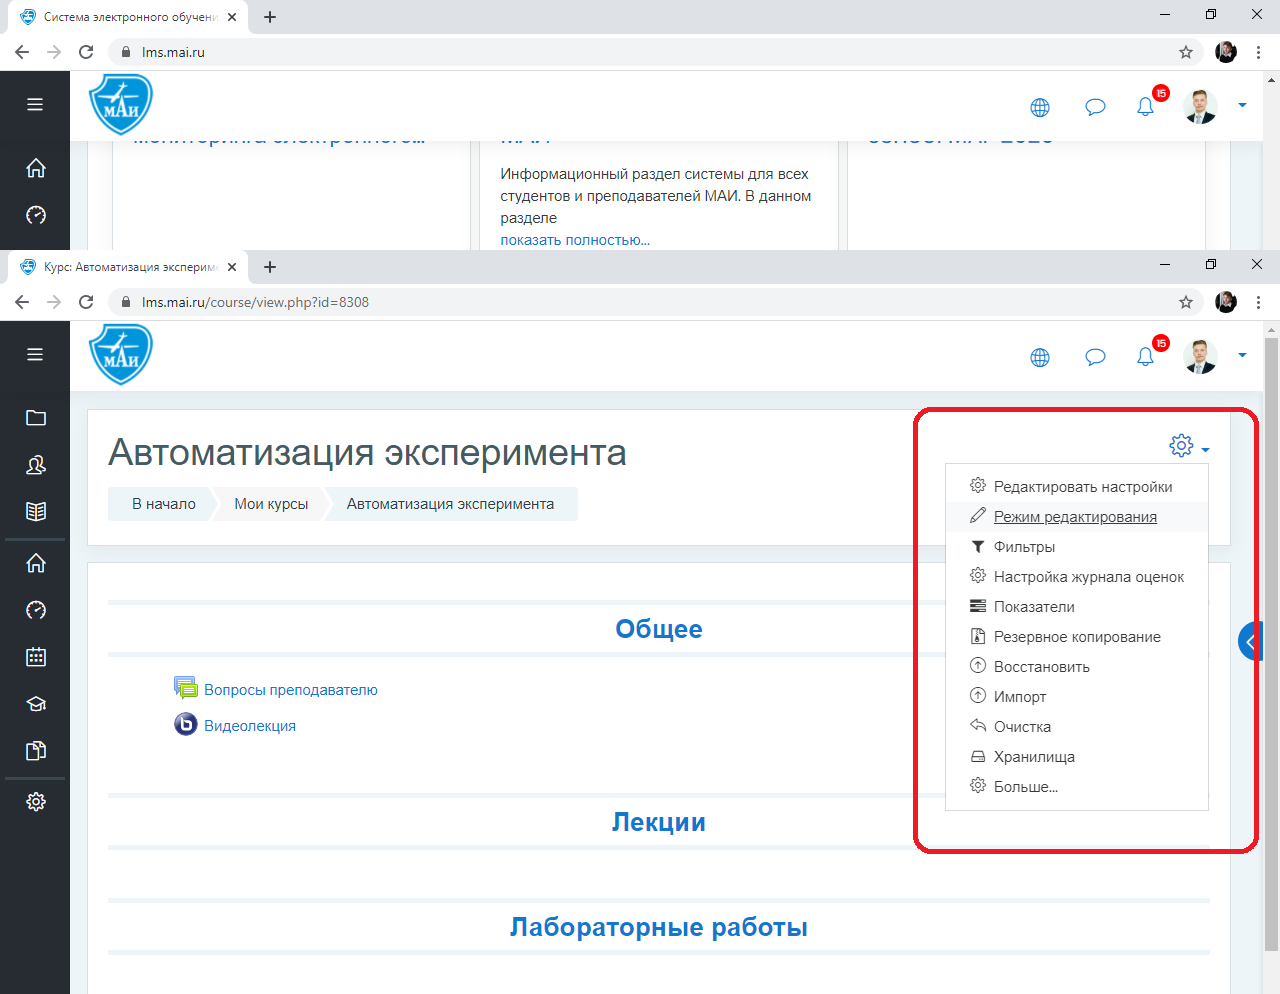 Система электронного обучени
lms.mai.ru
МАИ
15
Информационный раздел системы для всех
студентов и преподавателей МАИ. В данном
разделе
показать полностью...
Курс: Автоматизация экспериме
lms.mai.ru/course/view.php?id=8308
МАИ
15
Автоматизация эксперимента
В начало Мои курсы Автоматизация эксперимента
Редактировать настройки
Режим редактирования
Фильтры
Настройка журнала оценок
Показатели
Резервное копирование
Восстановить
Импорт
Очистка
Хранилища
Больше...
Общее
Вопросы преподавателю
Видеолекция
Лекции
Лабораторные работы